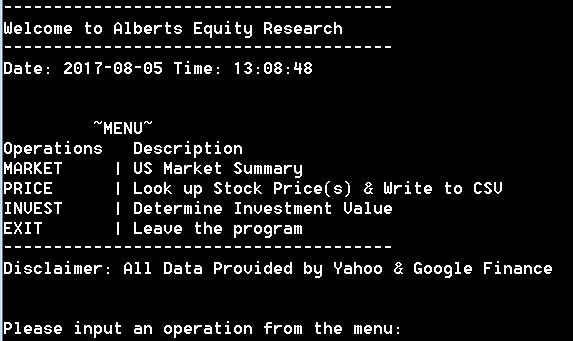 ---------------------------------------
Welcome to Alberts Equity Research
---------------------------------------
Date: 2017-08-05 Time: 13:08:48
~MENU~
Operations Description
MARKET | US Market Summary
PRICE | Look up Stock Price(s) & Write to CSV
INVEST | Determine Investment Value
EXIT | Leave the program
---------------------------------------
Disclaimer: All Data Provided by Yahoo & Google Finance
Please input an operation from the menu: